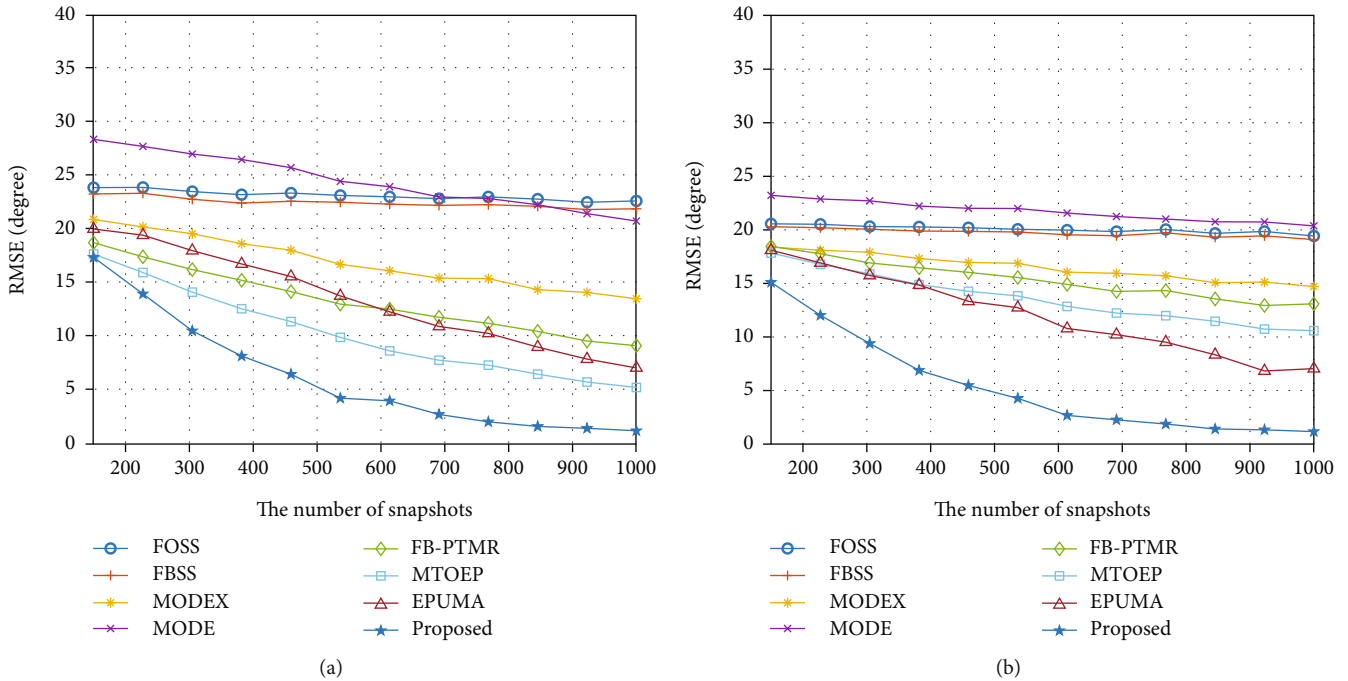 40
35
30
25
20
15
10
5
0
RMSE (degree)
200 300 400 500 600 700 800 900 1000
The number of snapshots
FOSS
FBSS
MODEX
MODE
FB-PTMR
MTOEP
EPUMA
Proposed
(a)
40
35
30
25
20
15
10
5
0
RMSE (degree)
200 300 400 500 600 700 800 900 1000
The number of snapshots
FOSS
FBSS
MODEX
MODE
FB-PTMR
MTOEP
EPUMA
Proposed
(b)